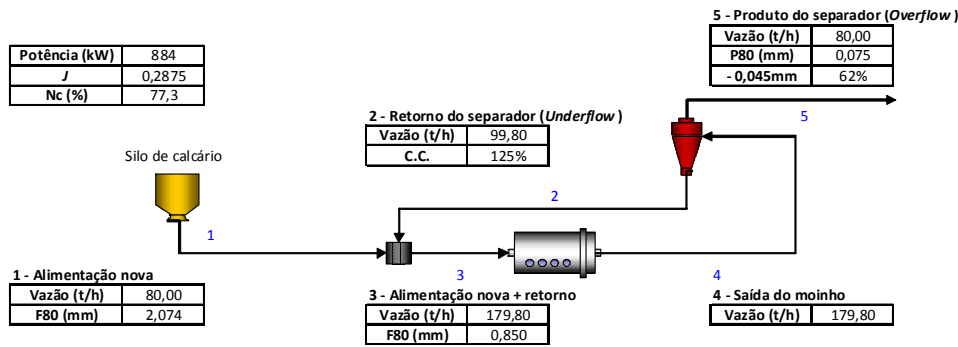 5 - Produto do separador (Overflow )
Vazão (t/h) 80,00
P80 (mm) 0,075
- 0,045mm 62%
Potência (kW) 884
J 0,2875
Nc (%) 77,3
2 - Retorno do separador (Underflow )
Vazão (t/h) 99,80
C.C. 125%
5
Silo de calcário
2
1
3
4
1 - Alimentação nova
Vazão (t/h) 80,00
F80 (mm) 2,074
3 - Alimentação nova + retorno
Vazão (t/h) 179,80
F80 (mm) 0,850
4 - Saída do moinho
Vazão (t/h) 179,80